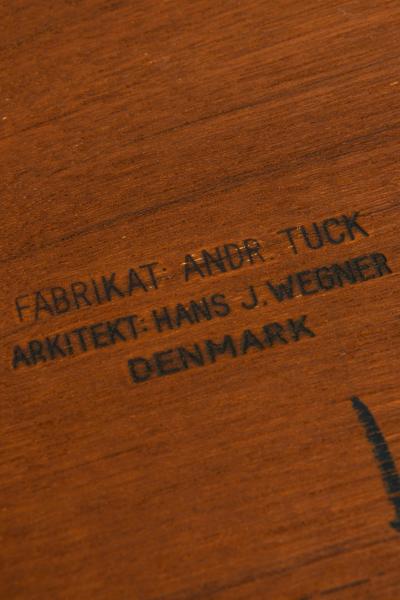 FABRIKAT: ANDR. TUCK
ARKITEKT: HANS J. WEGNER
DENMARK